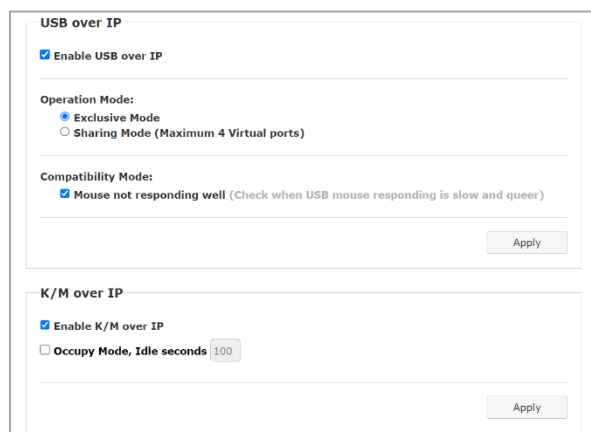 USB over IP
Enable USB over IP
Operation Mode:
Exclusive Mode
Sharing Mode (Maximum 4 Virtual ports)
Compatibility Mode:
Mouse not responding well (Check when USB mouse responding is slow and queer)
Apply
K/M over IP
Enable K/M over IP
Occupy Mode, Idle seconds 100
Apply